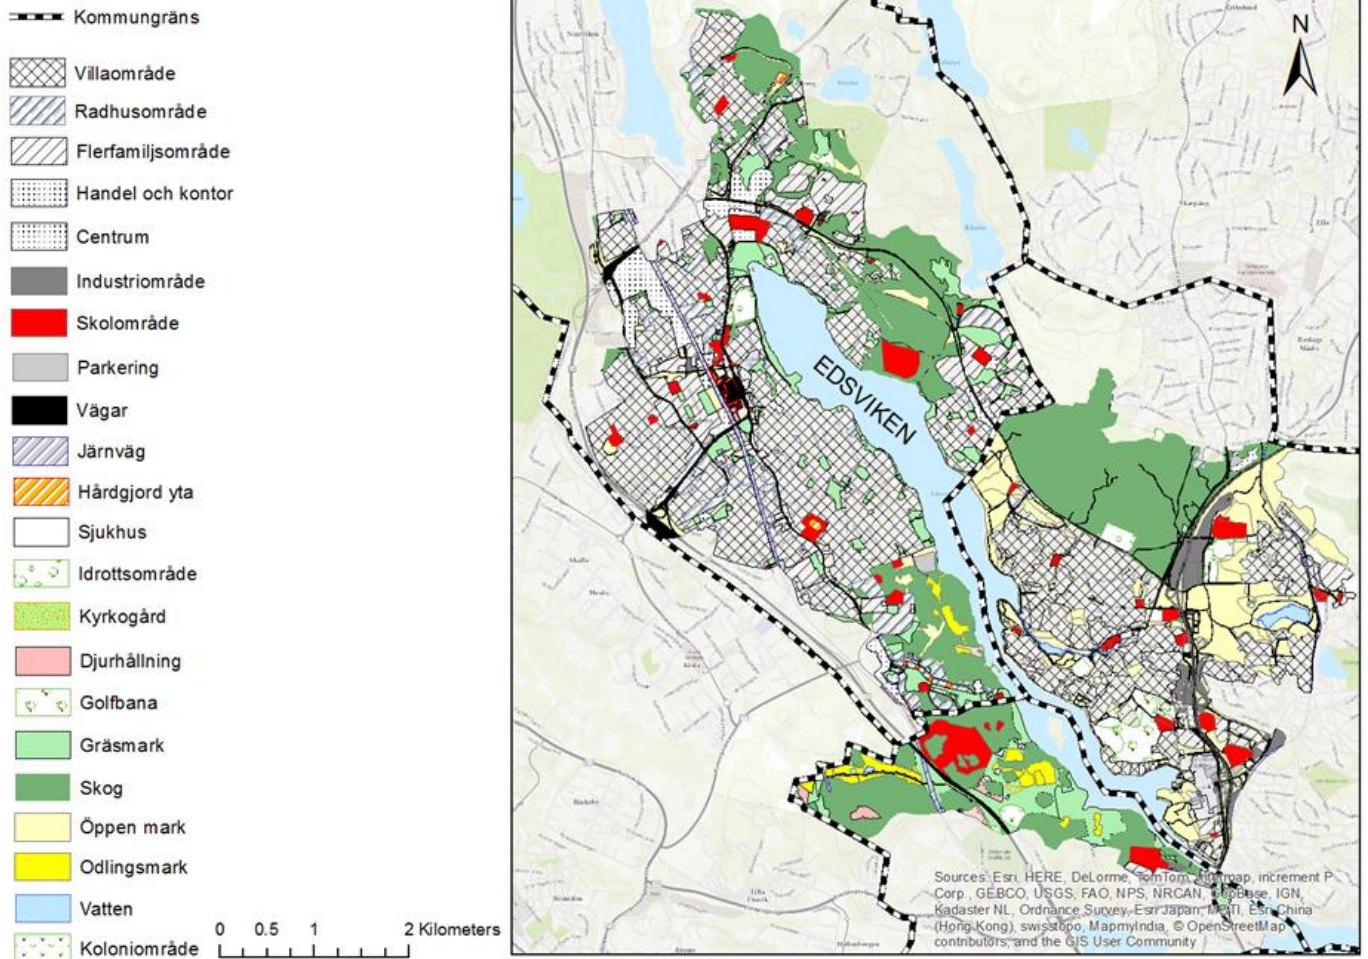 Kommungräns
Villaområde
Radhusområde
Flerfamiljsområde
Handel och kontor
Centrum
Industriområde
Skolområde
Parkering
Vägar
Järnväg
Hårdgjord yta
Sjukhus
Idrottsområde
Kyrkogård
Djurhållning
Golfbana
Gräsmark
Skog
Öppen mark
Odlingsmark
Vatten
Koloniområde
0 0.5 1 2 Kilometers
N
EDSVIKEN
Sources: Esri, HERE, DeLorme, TomTom, Intermap, increment P
Corp., GEBCO, USGS, FAO, NPS, NRCAN, GeoBase, IGN,
Kadaster NL, Ordnance Survey, Esri Japan, METI, Esri China
(Hong Kong), swisstopo, MapmyIndia, © OpenStreetMap
contributors, and the GIS User Community